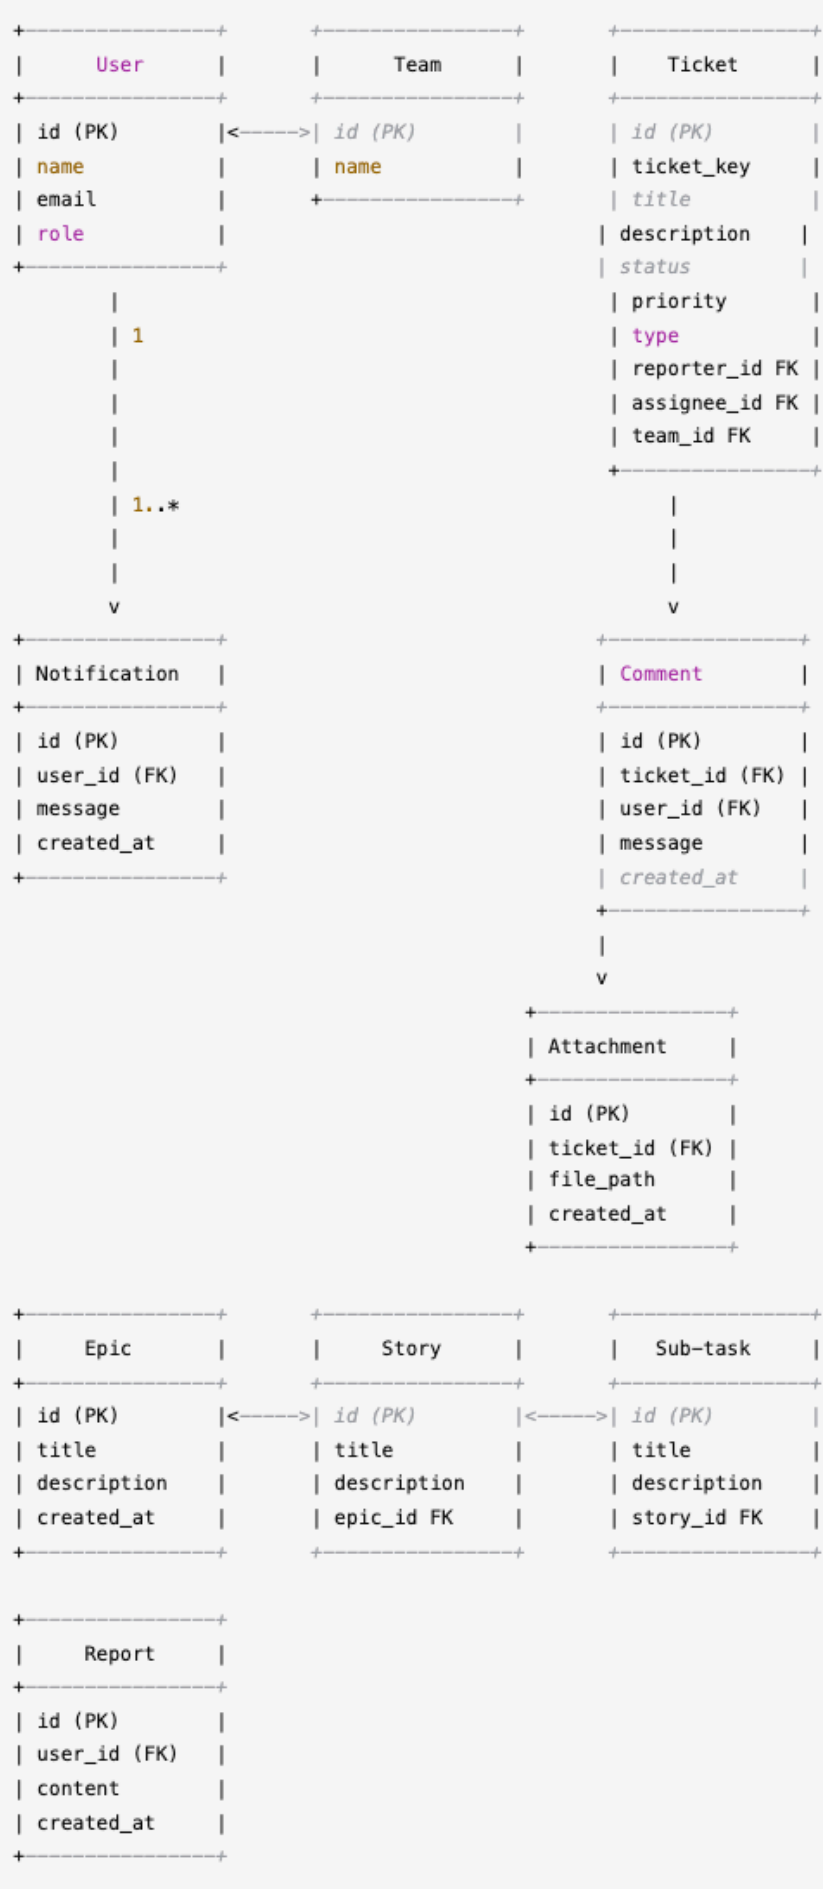 +-----------------+ +-----------------+ +-----------------+
| User | | Team | | Ticket |
+-----------------+ +-----------------+ +-----------------+
| id (PK) |<----->| id (PK) | | id (PK) |
| name | | name | | ticket_key |
| email | +-----------------+ | title |
| role | | description |
+-----------------+ | status |
| | priority |
| 1 | type |
| | reporter_id FK |
| | assignee_id FK |
| | team_id FK |
| +-----------------+
| 1..* |
| |
| |
v v
+-----------------+ +-----------------+
| Notification | | Comment |
+-----------------+ +-----------------+
| id (PK) | | id (PK) |
| user_id (FK) | | ticket_id (FK) |
| message | | user_id (FK) |
| created_at | | message |
+-----------------+ | created_at |
+-----------------+
|
v
+-----------------+
| Attachment |
+-----------------+
| id (PK) |
| ticket_id (FK) |
| file_path |
| created_at |
+-----------------+
+-----------------+ +-----------------+ +-----------------+
| Epic | | Story | | Sub-task |
+-----------------+ +-----------------+ +-----------------+
| id (PK) |<----->| id (PK) |<----->| id (PK) |
| title | | title | | title |
| description | | description | | description |
| created_at | | epic_id FK | | story_id FK |
+-----------------+ +-----------------+ +-----------------+
+-----------------+
| Report |
+-----------------+
| id (PK) |
| user_id (FK) |
| content |
| created_at |
+-----------------+